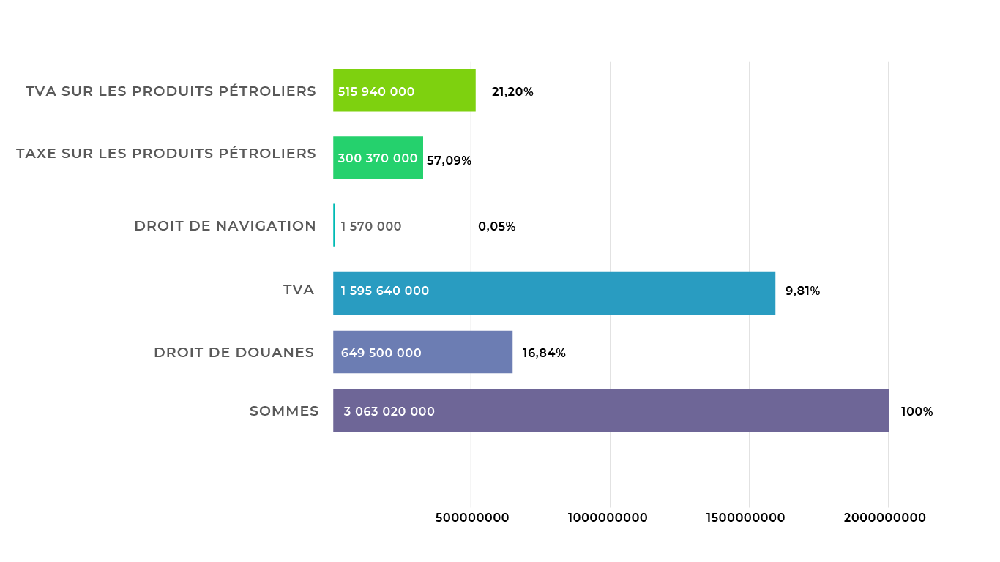 TVA SUR LES PRODUITS PÉTROLIERS 515 940 000 21,20%
TAXE SUR LES PRODUITS PÉTROLIERS 300 370 000 57,09%
DROIT DE NAVIGATION 1 570 000 0,05%
TVA 1 595 640 000 9,81%
DROIT DE DOUANES 649 500 000 16,84%
SOMMES 3 063 020 000 100%
500000000 1000000000 1500000000 2000000000